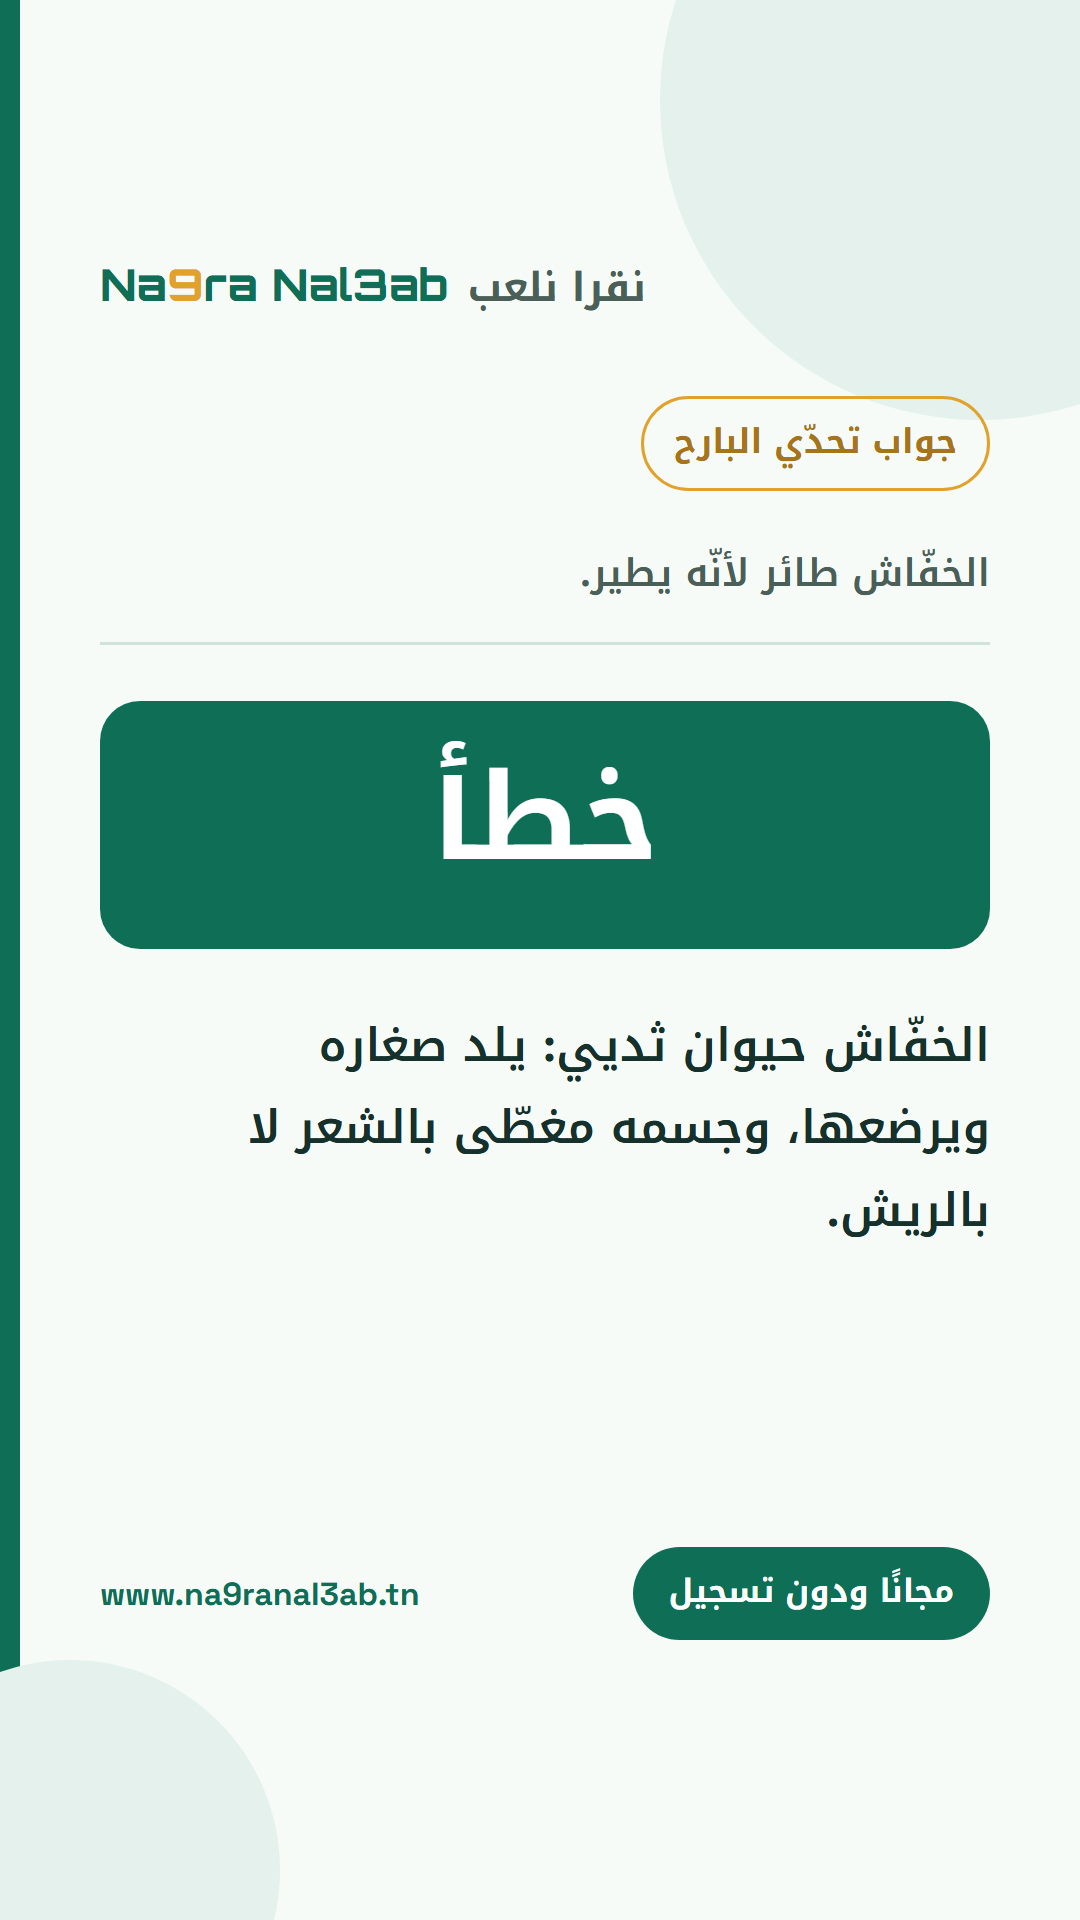 Na9ra Nal3ab نقرا نلعب
جواب تحدّي البارح
الخفّاش طائر لأنّه يطير.
خطأ
الخفّاش حيوان ثديي: يلد صغاره
ويرضعها، وجسمه مغطّى بالشعر لا
بالريش.
مجانًا ودون تسجيل
www.na9ranal3ab.tn